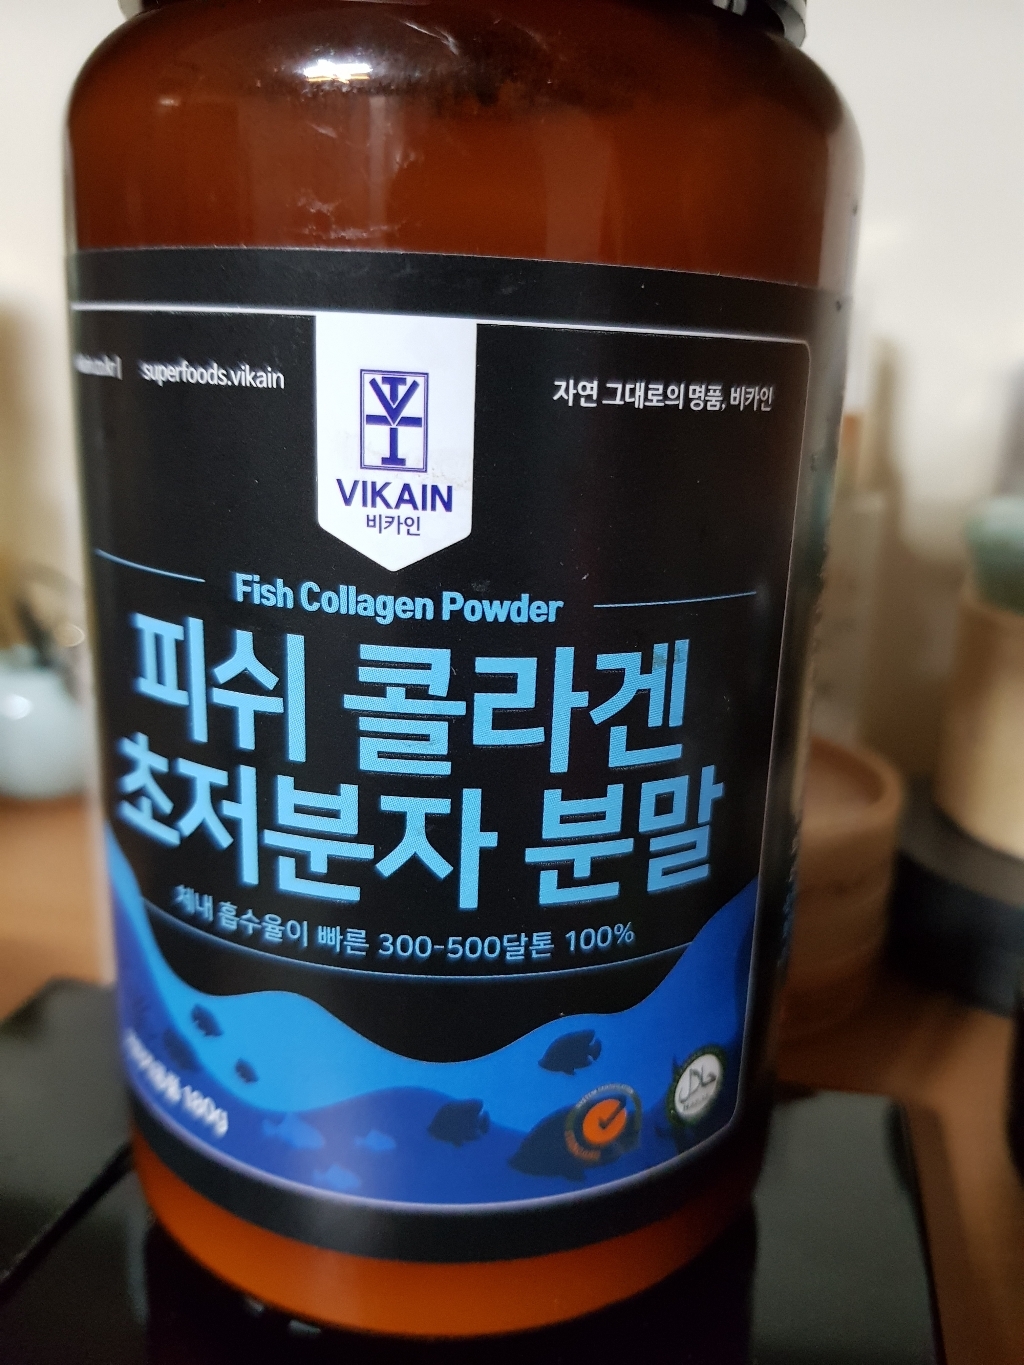 superfoods.vikain
자연 그대로의 명품, 비카인
VIKAIN
비카인
Fish Collagen Powder
피쉬 콜라겐
초저분자 분말
체내 흡수율이 빠른 300-500달톤 100%
حلال